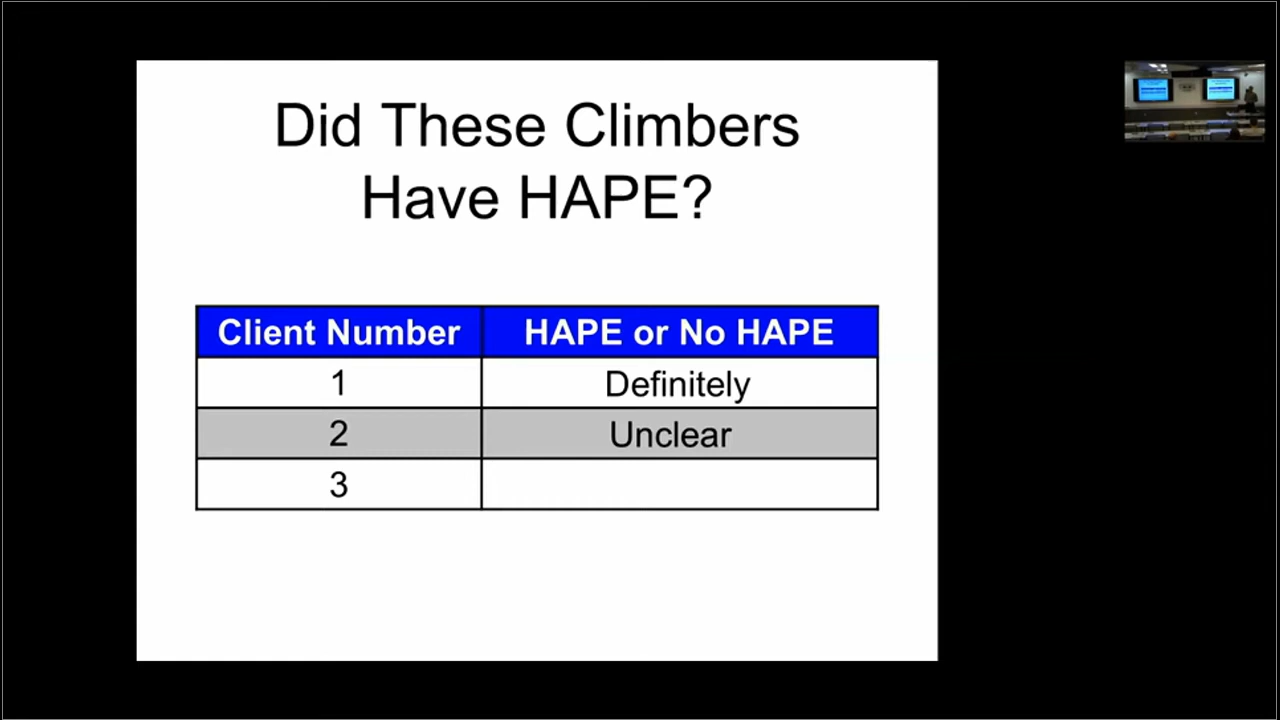 Did These Climbers
Have HAPE?
Client Number HAPE or No HAPE
1 Definitely
2 Unclear
3